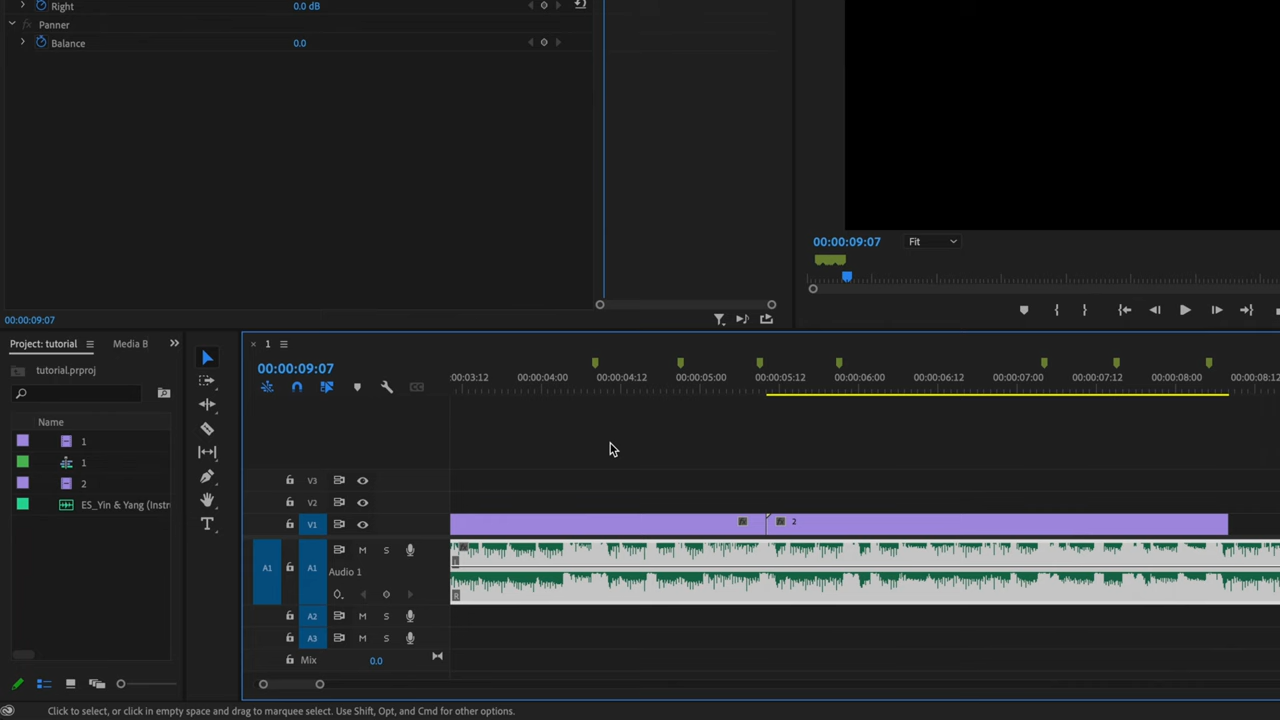 Right 0.0 dB
fx Panner
Balance 0.0
00:00:09:07 Fit
00:00:09:07
Project: tutorial Media B
tutorial.prproj
Name
1
1
2
ES_Yin & Yang (Instr
1
00:00:09:07
:00:03:12 00:00:04:00 00:00:04:12 00:00:05:00 00:00:05:12 00:00:06:00 00:00:06:12 00:00:07:00 00:00:07:12 00:00:08:00 00:00:08:12
V3
V2
V1 2
A1 A1 M S
Audio 1
L
R
A2 M S
A3 M S
Mix 0.0
Click to select, or click in empty space and drag to marquee select. Use Shift, Opt, and Cmd for other options.